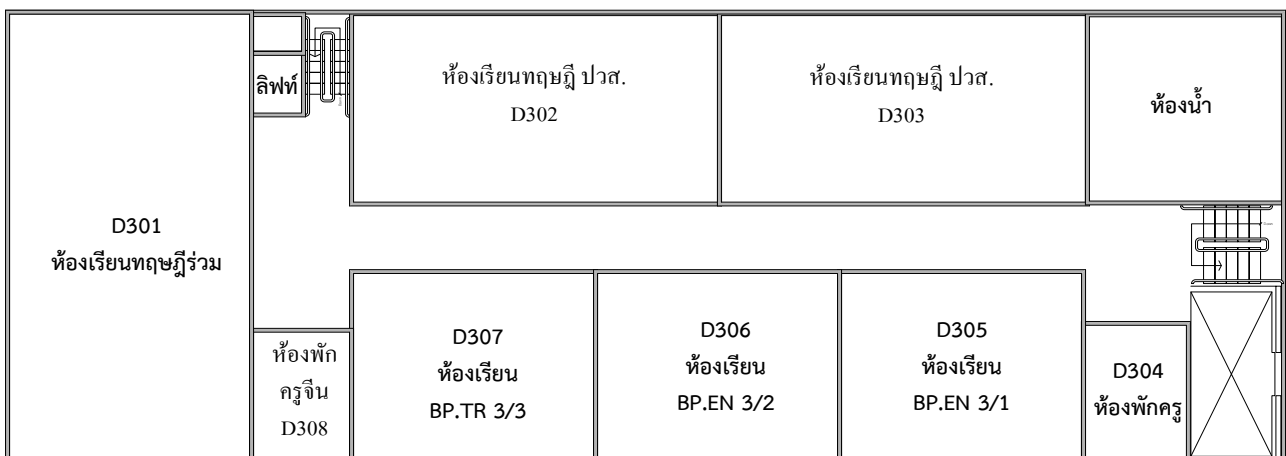 ลิฟท์
ห้องเรียนทฤษฎี ปวส.
D302
ห้องเรียนทฤษฎี ปวส.
D303
ห้องน้ำ
D301
ห้องเรียนทฤษฎีร่วม
ห้องพัก
ครูจีน
D308
D307
ห้องเรียน
BP.TR 3/3
D306
ห้องเรียน
BP.EN 3/2
D305
ห้องเรียน
BP.EN 3/1
D304
ห้องพักครู